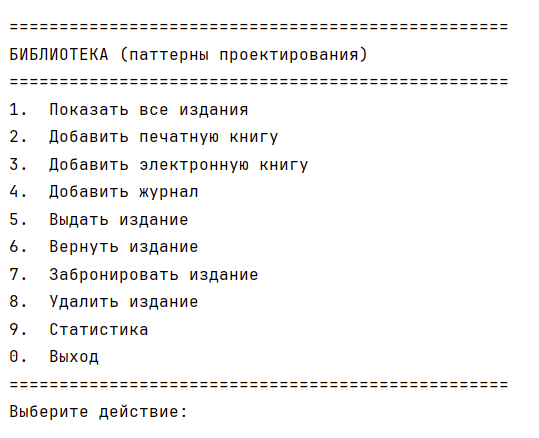 ==================================================
БИБЛИОТЕКА (паттерны проектирования)
==================================================
1.  Показать все издания
2.  Добавить печатную книгу
3.  Добавить электронную книгу
4.  Добавить журнал
5.  Выдать издание
6.  Вернуть издание
7.  Забронировать издание
8.  Удалить издание
9.  Статистика
0.  Выход
==================================================
Выберите действие: